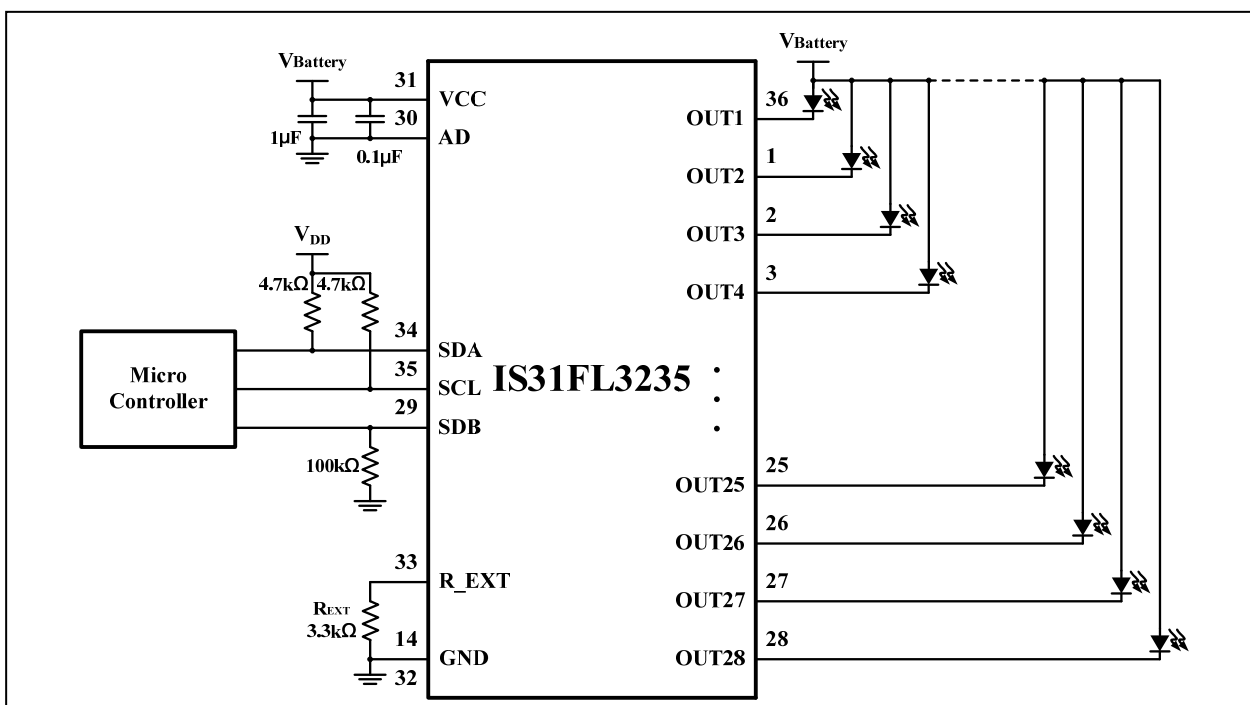 VBattery
31
VCC
30
AD
1μF
0.1μF
VDD
4.7kΩ 4.7kΩ
34
SDA
35
SCL
29
SDB
Micro
Controller
100kΩ
33
R_EXT
REXT
3.3kΩ
14
GND
32
IS31FL3235
VBattery
36
OUT1
1
OUT2
2
OUT3
3
OUT4
25
OUT25
26
OUT26
27
OUT27
28
OUT28